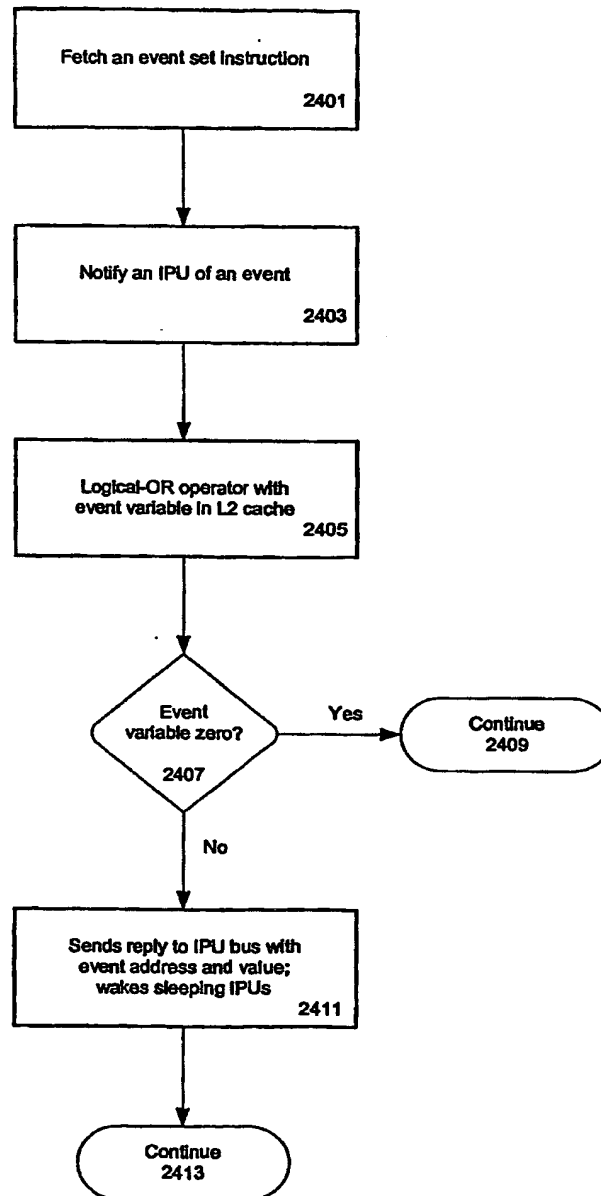 Fetch an event set instruction
2401
Notify an IPU of an event
2403
Logical-OR operator with
event variable in L2 cache
2405
Event
variable zero?
2407
Yes
Continue
2409
No
Sends reply to IPU bus with
event address and value;
wakes sleeping IPUs
2411
Continue
2413